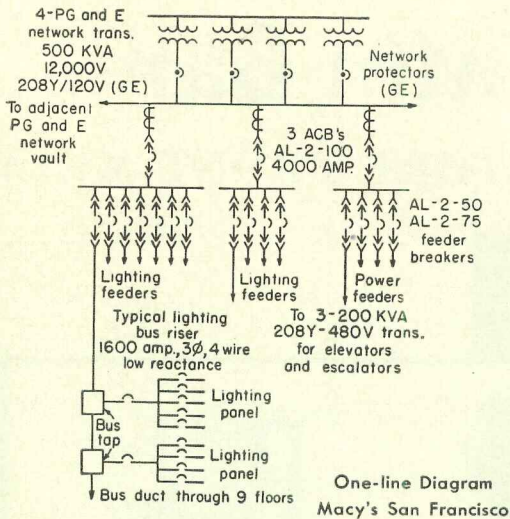 4-PG and E
network trans.
500 KVA
12,000V
208Y/120V (GE)
Network
protectors
(GE)
To adjacent
PG and E
network
vault
3 ACB's
AL-2-100
4000 AMP.
AL-2-50
AL-2-75
feeder
breakers
Lighting
feeders
Lighting
feeders
Power
feeders
Typical lighting
bus riser
1600 amp.,3Ø,4 wire
low reactance
To 3-200 KVA
208Y-480V trans.
for elevators
and escalators
Lighting
panel
Bus
tap
Lighting
panel
Bus duct through 9 floors
One-line Diagram
Macy's San Francisco